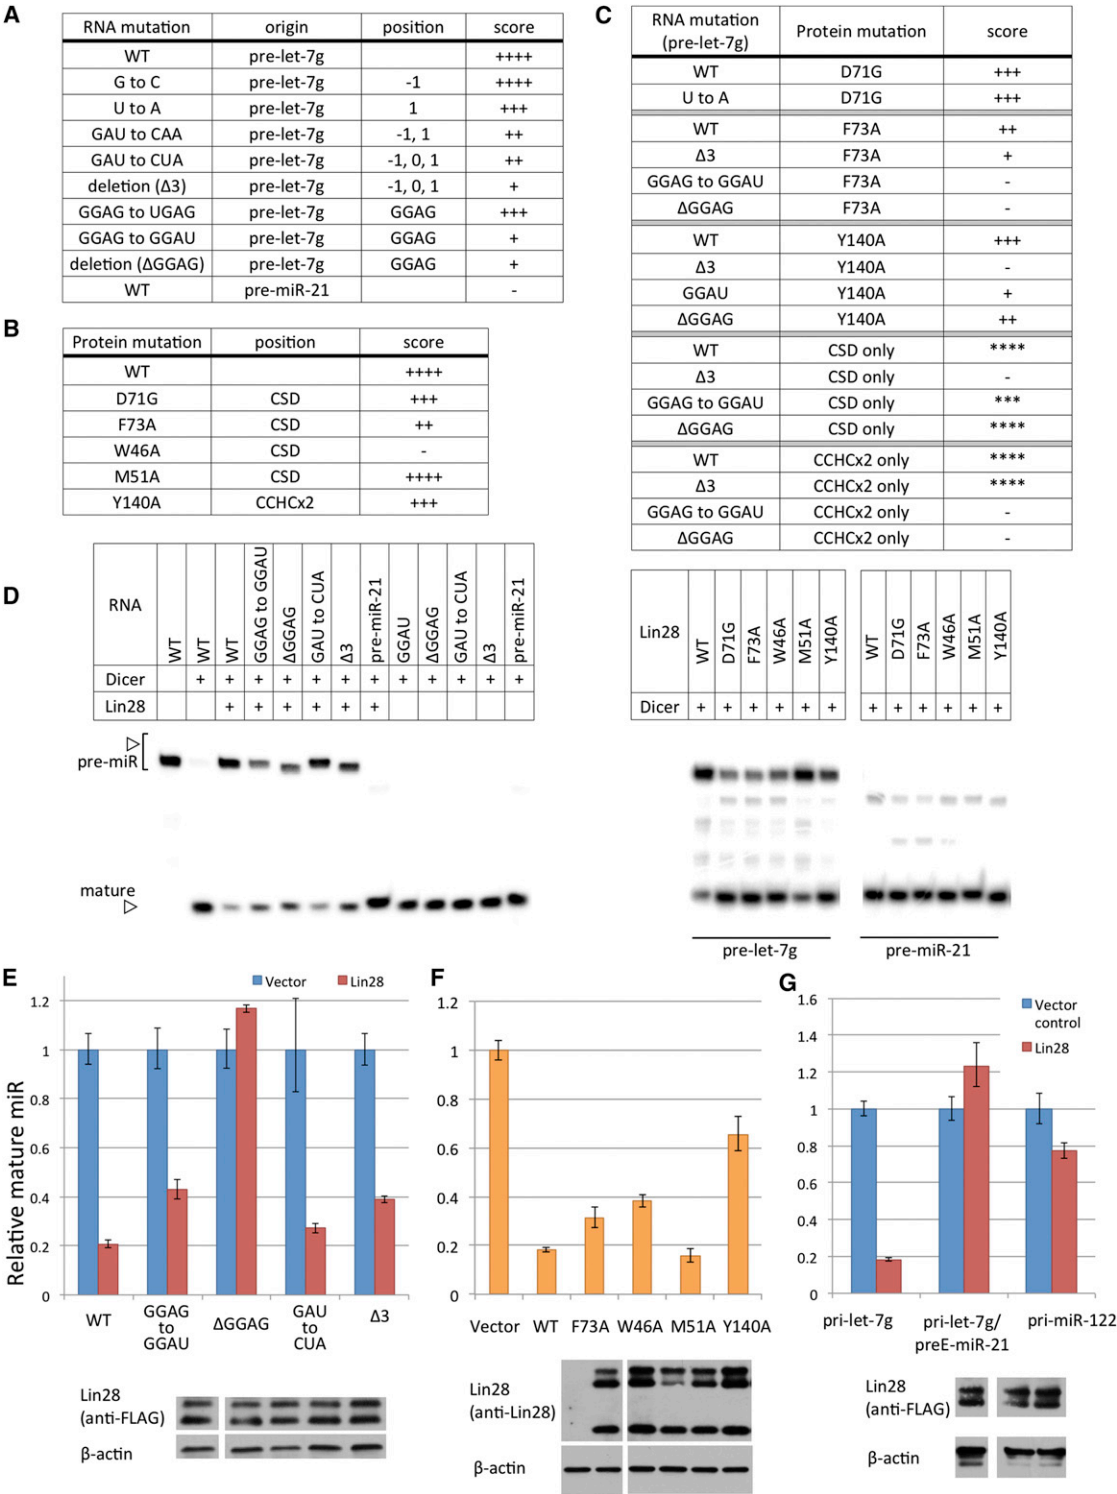 A
RNA mutation origin position score
WT pre-let-7g ++++
G to C pre-let-7g -1 ++++
U to A pre-let-7g 1 +++
GAU to CAA pre-let-7g -1, 1 ++
GAU to CUA pre-let-7g -1, 0, 1 ++
deletion (Δ3) pre-let-7g -1, 0, 1 +
GGAG to UGAG pre-let-7g GGAG +++
GGAG to GGAU pre-let-7g GGAG +
deletion (ΔGGAG) pre-let-7g GGAG +
WT pre-miR-21 -
B
Protein mutation position score
WT ++++
D71G CSD +++
F73A CSD ++
W46A CSD -
M51A CSD ++++
Y140A CCHCx2 +++
C
RNA mutation (pre-let-7g) Protein mutation score
WT D71G +++
U to A D71G +++
WT F73A ++
Δ3 F73A +
GGAG to GGAU F73A -
ΔGGAG F73A -
WT Y140A +++
Δ3 Y140A -
GGAU Y140A +
ΔGGAG Y140A ++
WT CSD only ****
Δ3 CSD only -
GGAG to GGAU CSD only ***
ΔGGAG CSD only ****
WT CCHCx2 only ****
Δ3 CCHCx2 only ****
GGAG to GGAU CCHCx2 only -
ΔGGAG CCHCx2 only -
D
RNA WT WT WT GGAG to GGAU ΔGGAG GAU to CUA Δ3 pre-miR-21 GGAU ΔGGAG GAU to CUA Δ3 pre-miR-21
Dicer + + + + + + + + + + + +
Lin28 + + + + + +
pre-miR
mature
Lin28 WT D71G F73A W46A M51A Y140A WT D71G F73A W46A M51A Y140A
Dicer + + + + + + + + + + + +
pre-let-7g pre-miR-21
E
Vector Lin28
Relative mature miR
1.2
1
0.8
0.6
0.4
0.2
0
WT GGAG to GGAU ΔGGAG GAU to CUA Δ3
Lin28
(anti-FLAG)
β-actin
F
1.2
1
0.8
0.6
0.4
0.2
0
Vector WT F73A W46A M51A Y140A
Lin28
(anti-Lin28)
β-actin
G
Vector control
Lin28
1.6
1.4
1.2
1
0.8
0.6
0.4
0.2
0
pri-let-7g pri-let-7g/preE-miR-21 pri-miR-122
Lin28
(anti-FLAG)
β-actin